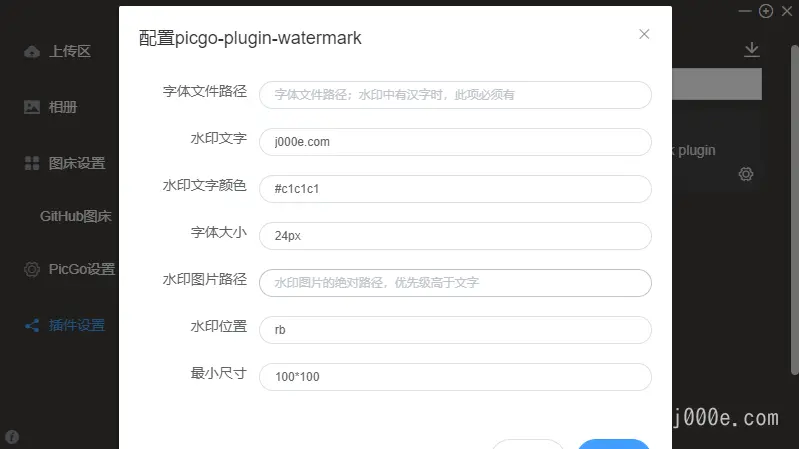 配置picgo-plugin-watermark
上传区
相册
图床设置
GitHub图床
PicGo设置
插件设置
字体文件路径
字体文件路径；水印中有汉字时，此项必须有
水印文字
j000e.com
水印文字颜色
#c1c1c1
字体大小
24px
水印图片路径
水印图片的绝对路径，优先级高于文字
水印位置
rb
最小尺寸
100*100
plugin
j000e.com